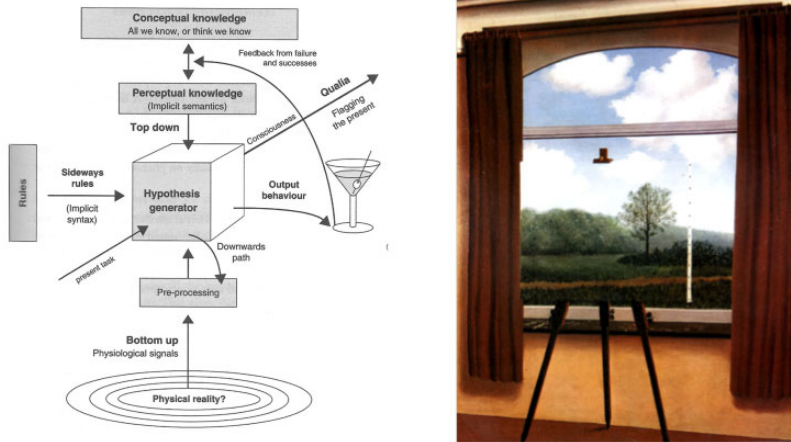 Conceptual knowledge
All we know, or think we know
Feedback from failure
and successes
Perceptual knowledge
(Implicit semantics)
Qualia
Flagging
the present
Consciousness
Top down
Rules
Sideways
rules
(Implicit
syntax)
Hypothesis
generator
Output
behaviour
present task
Downwards
path
Pre-processing
Bottom up
Physiological signals
Physical reality?